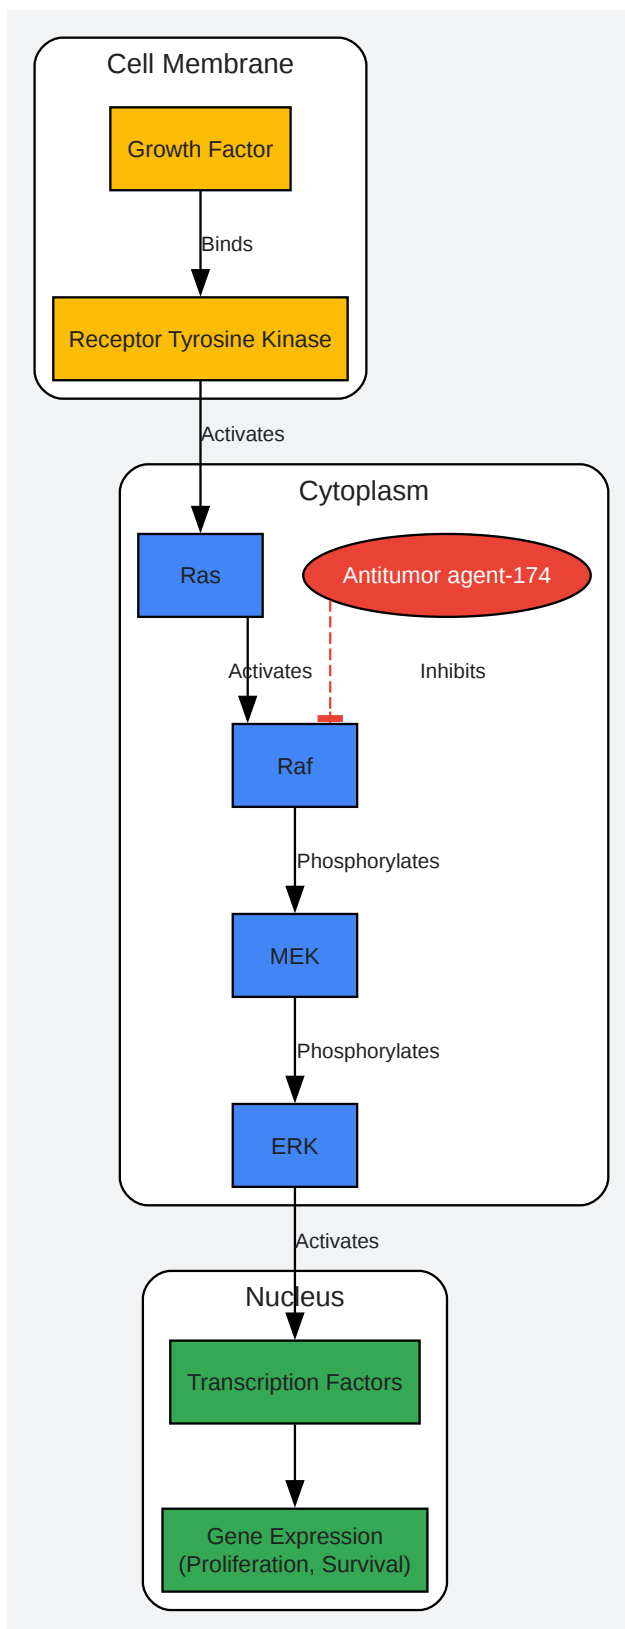 Cell Membrane
Growth Factor
Binds
Receptor Tyrosine Kinase
Activates
Cytoplasm
Ras
Antitumor agent-174
Activates
Inhibits
Raf
Phosphorylates
MEK
Phosphorylates
ERK
Activates
Nucleus
Transcription Factors
Gene Expression
(Proliferation, Survival)